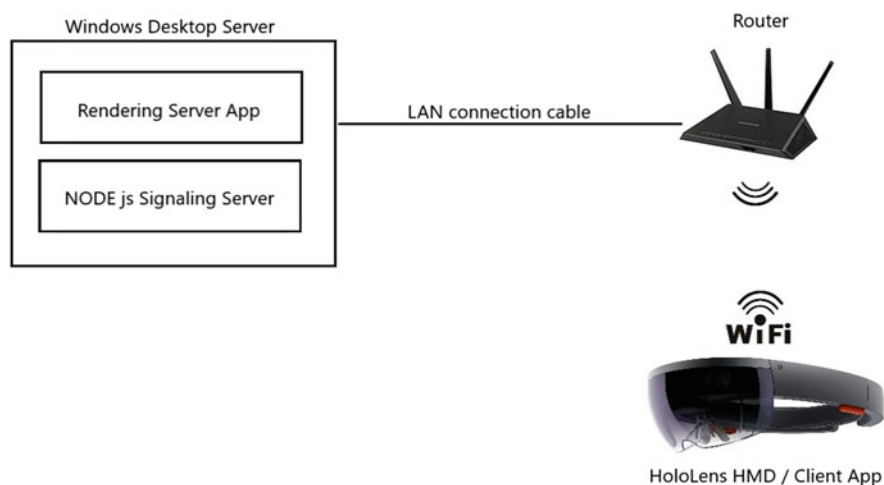 Windows Desktop Server
Router
Rendering Server App
LAN connection cable
NODE js Signaling Server
WiFi
HoloLens HMD / Client App